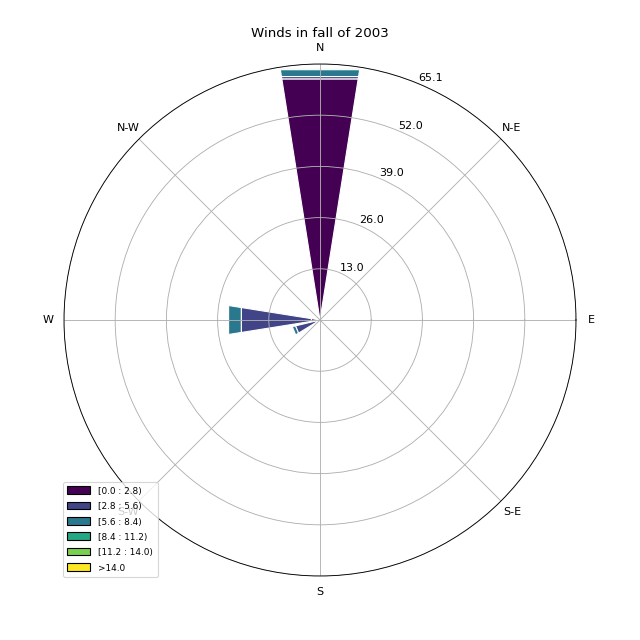 Winds in fall of 2003
N
65.1
N-W
N-E
52.0
39.0
26.0
13.0
W
E
[0.0 : 2.8)
[2.8 : 5.6)
S-W
S-E
[5.6 : 8.4)
[8.4 : 11.2)
[11.2 : 14.0)
>14.0
S